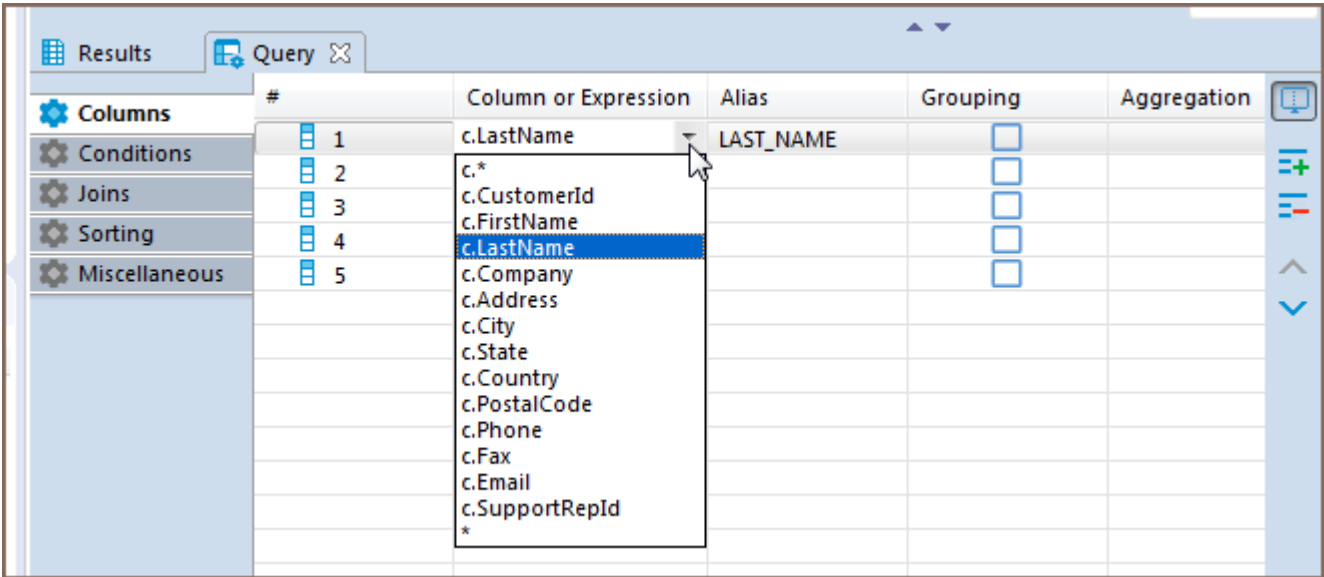 Results
Query
Columns
Conditions
Joins
Sorting
Miscellaneous
# Column or Expression Alias Grouping Aggregation
1 c.LastName LAST_NAME
2
3
4
5
c.*
c.CustomerId
c.FirstName
c.LastName
c.Company
c.Address
c.City
c.State
c.Country
c.PostalCode
c.Phone
c.Fax
c.Email
c.SupportRepId
*